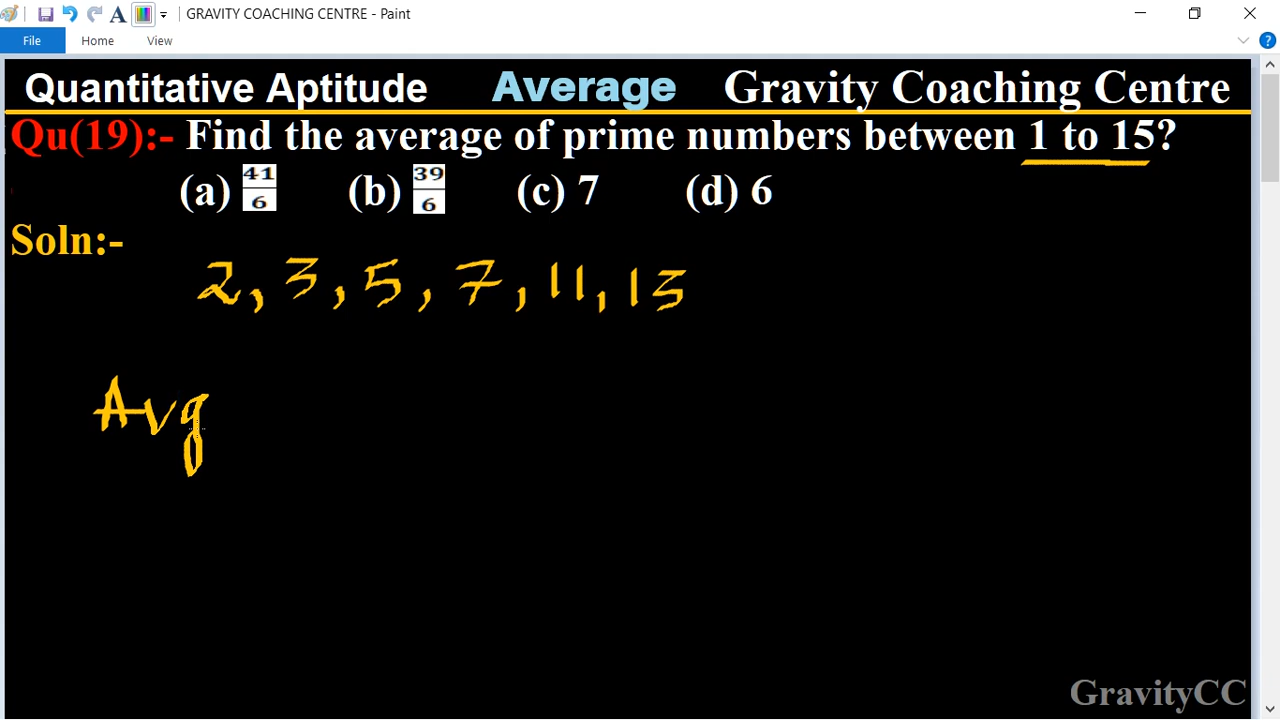 GRAVITY COACHING CENTRE - Paint
File Home View
Quantitative Aptitude Average Gravity Coaching Centre
Qu(19):- Find the average of prime numbers between 1 to 15?
(a) 41/6 (b) 39/6 (c) 7 (d) 6
Soln:-
2, 3, 5, 7, 11, 13
Avg
GravityCC